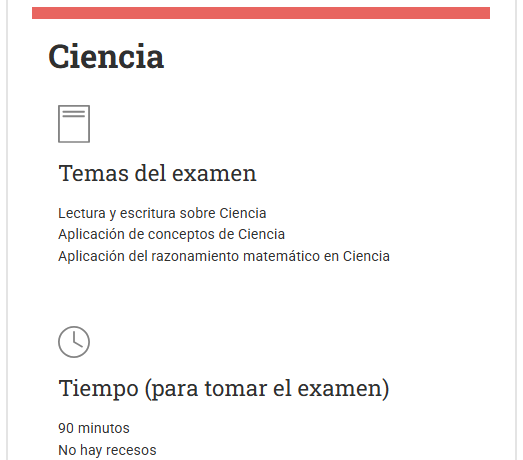 Ciencia
Temas del examen
Lectura y escritura sobre Ciencia
Aplicación de conceptos de Ciencia
Aplicación del razonamiento matemático en Ciencia
Tiempo (para tomar el examen)
90 minutos
No hay recesos